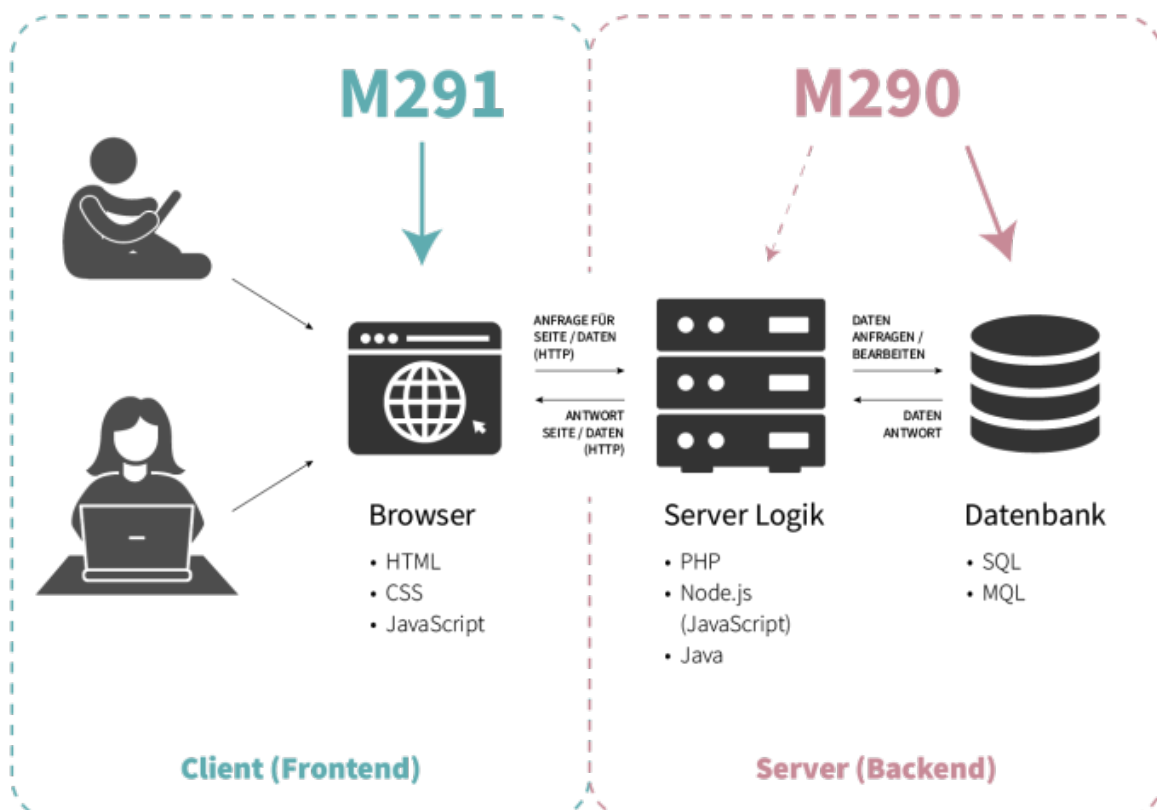 M291
M290
ANFRAGE FÜR
SEITE / DATEN
(HTTP)
ANTWORT
SEITE / DATEN
(HTTP)
DATEN
ANFRAGEN /
BEARBEITEN
DATEN
ANTWORT
Browser
• HTML
• CSS
• JavaScript
Server Logik
• PHP
• Node.js
(JavaScript)
• Java
Datenbank
• SQL
• MQL
Client (Frontend)
Server (Backend)